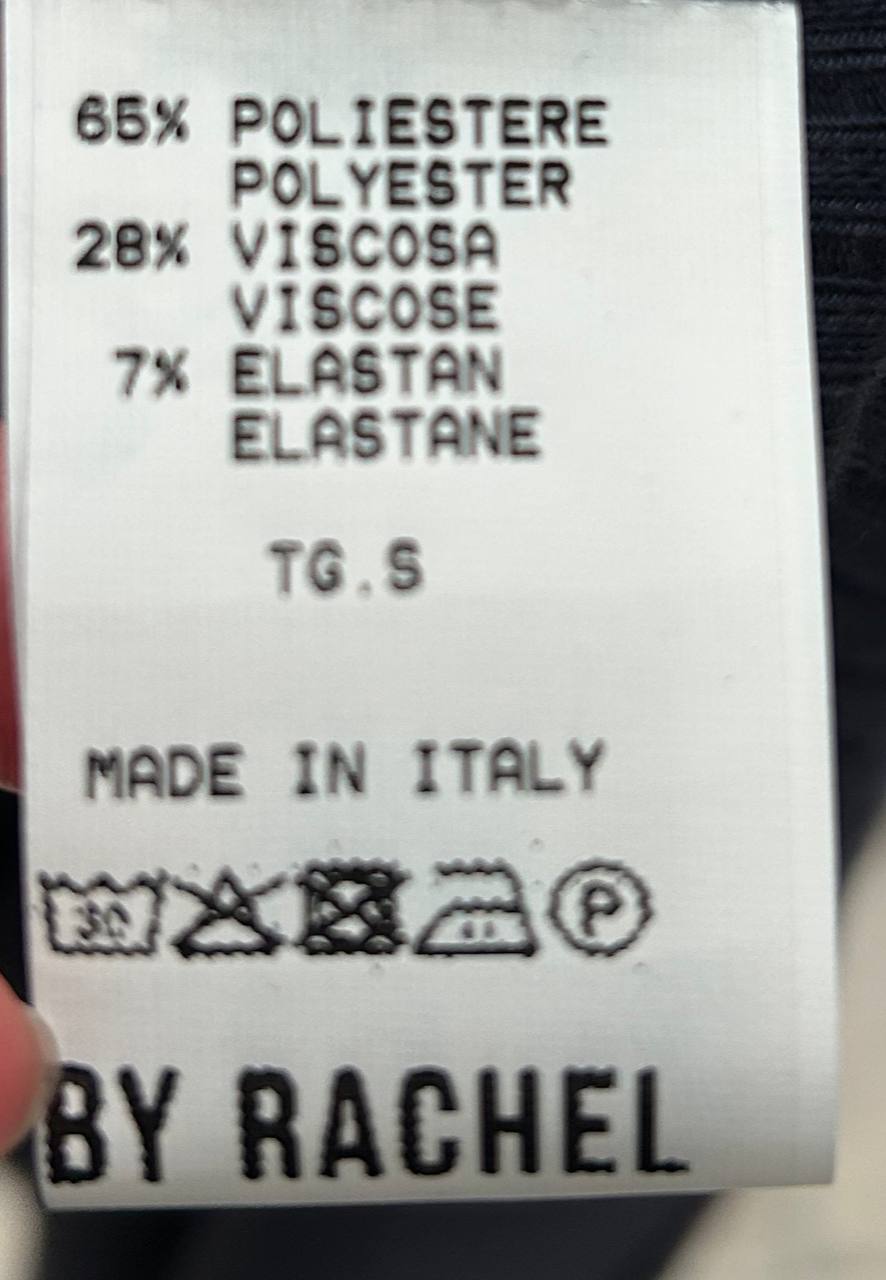 65% POLIESTERE
POLYESTER
28% VISCOSA
VISCOSE
7% ELASTAN
ELASTANE
TG.S
MADE IN ITALY
30 P
BY RACHEL